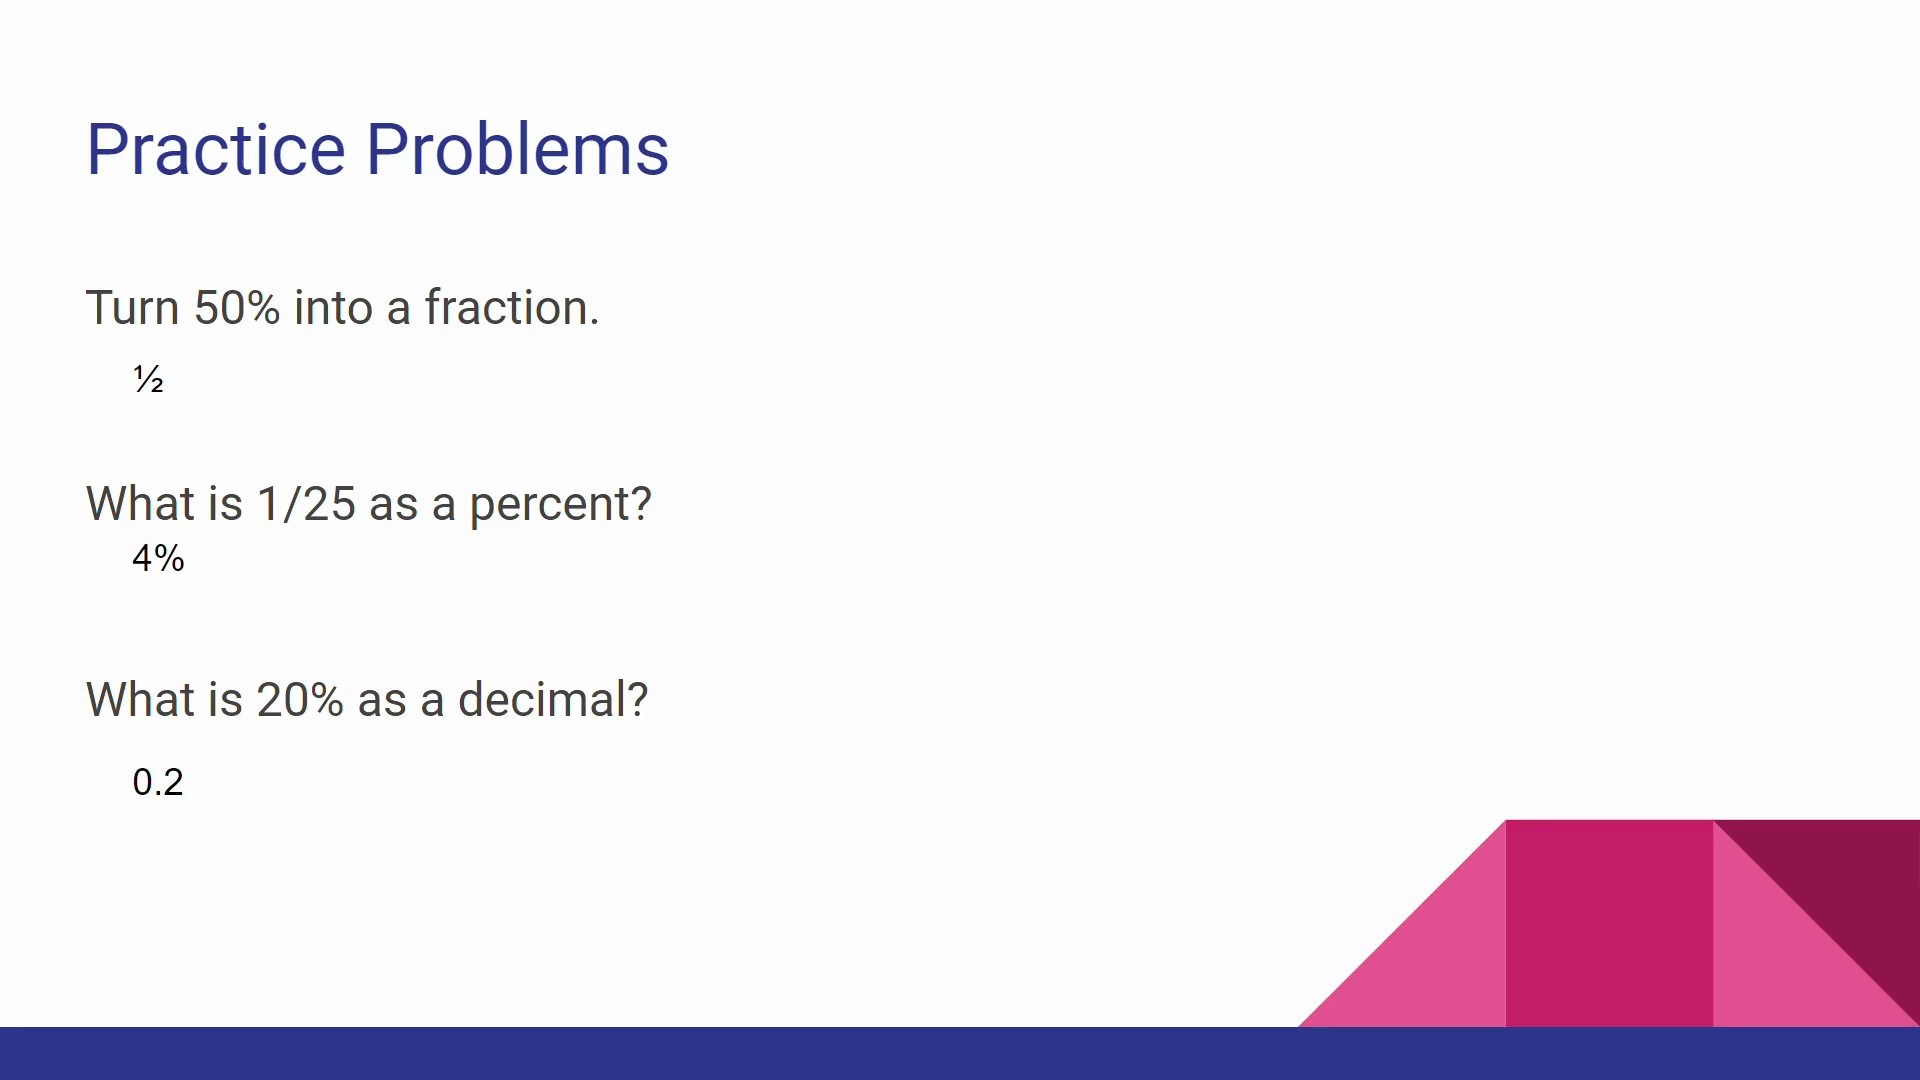 Practice Problems
Turn 50% into a fraction.
½
What is 1/25 as a percent?
4%
What is 20% as a decimal?
0.2